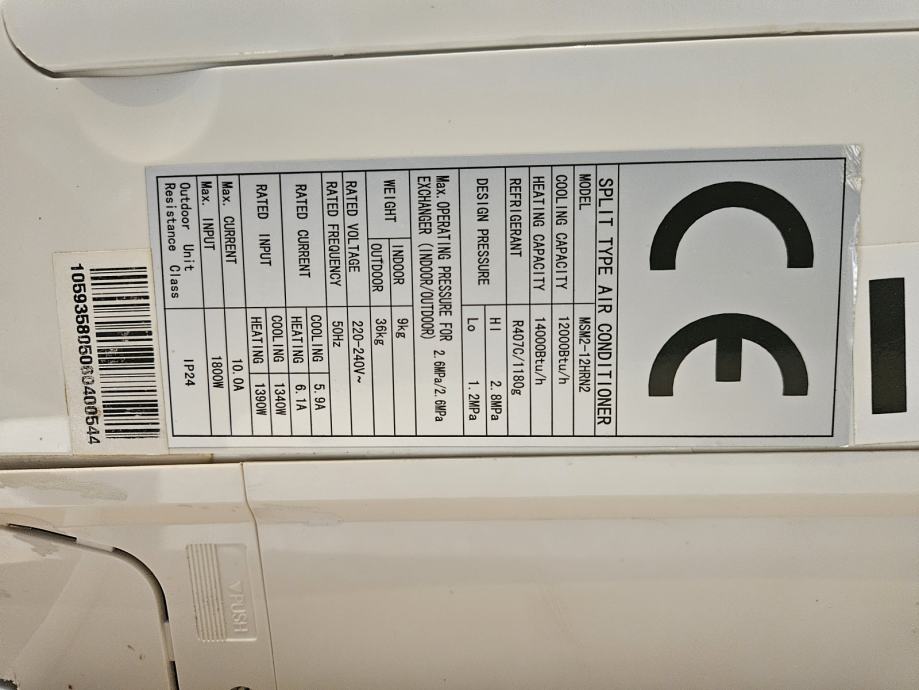 CE
SPLIT TYPE AIR CONDITIONER
MODEL MSM2-12HRN2
COOLING CAPACITY 12000Btu/h
HEATING CAPACITY 14000Btu/h
REFRIGERANT R407C/1180g
DESIGN PRESSURE HI 2.8MPa
Lo 1.2MPa
Max. OPERATING PRESSURE FOR
EXCHANGER (INDOOR/OUTDOOR) 2.6MPa/2.6MPa
WEIGHT INDOOR 9kg
OUTDOOR 36kg
RATED VOLTAGE 220-240V~
RATED FREQUENCY 50Hz
RATED CURRENT COOLING 5.9A
HEATING 6.1A
RATED INPUT COOLING 1340W
HEATING 1390W
Max. CURRENT 10.0A
Max. INPUT 1800W
Outdoor Unit
Resistance Class IP24
1059358050600400544
PUSH